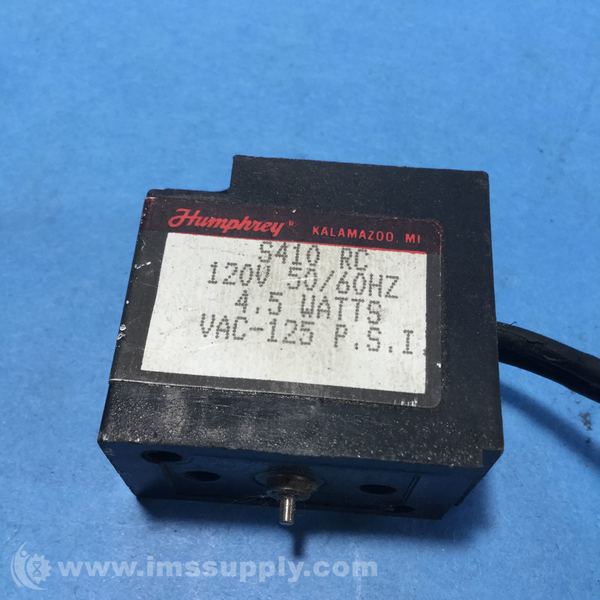 Humphrey® KALAMAZOO, MI
S410 RC
120V 50/60HZ
4.5 WATTS
VAC-125 P.S.I.
© www.imssupply.com/